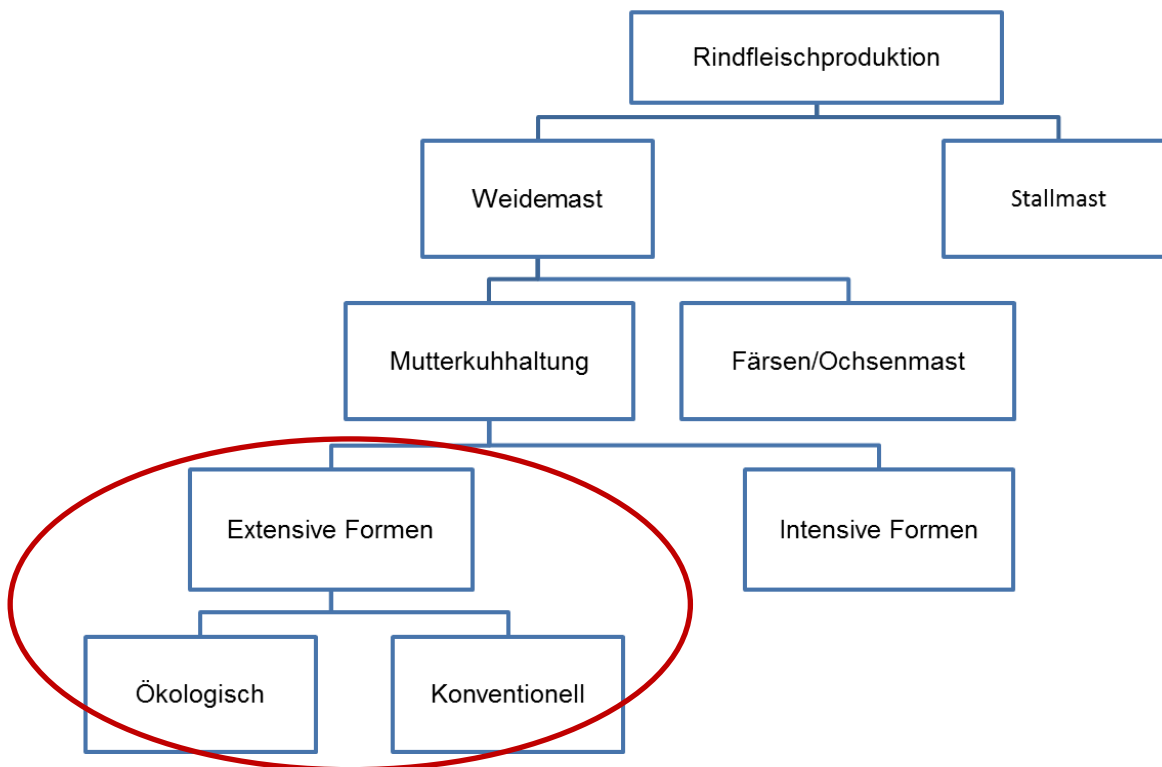 Rindfleischproduktion
Weidemast
Stallmast
Mutterkuhhaltung
Färsen/Ochsenmast
Extensive Formen
Intensive Formen
Ökologisch
Konventionell